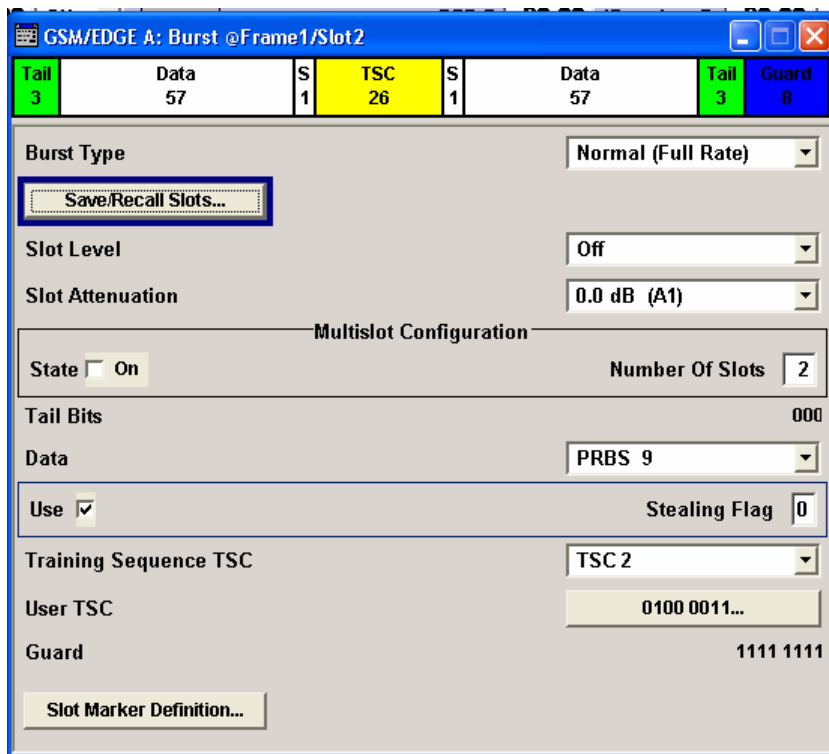 GSM/EDGE A: Burst @Frame1/Slot2
Tail Data S TSC S Data Tail Guard
3 57 1 26 1 57 3 8
Burst Type Normal (Full Rate)
Save/Recall Slots...
Slot Level Off
Slot Attenuation 0.0 dB (A1)
Multislot Configuration
State On Number Of Slots 2
Tail Bits 000
Data PRBS 9
Use Stealing Flag 0
Training Sequence TSC TSC 2
User TSC 0100 0011...
Guard 1111 1111
Slot Marker Definition...